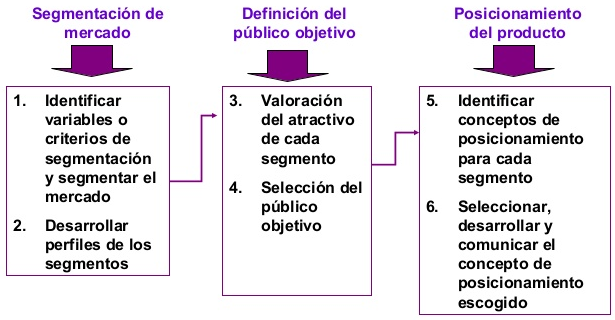 Segmentación de
mercado
Definición del
público objetivo
Posicionamiento
del producto
1. Identificar
variables o
criterios de
segmentación
y segmentar el
mercado
2. Desarrollar
perfiles de los
segmentos
3. Valoración
del atractivo
de cada
segmento
4. Selección del
público
objetivo
5. Identificar
conceptos de
posicionamiento
para cada
segmento
6. Seleccionar,
desarrollar y
comunicar el
concepto de
posicionamiento
escogido